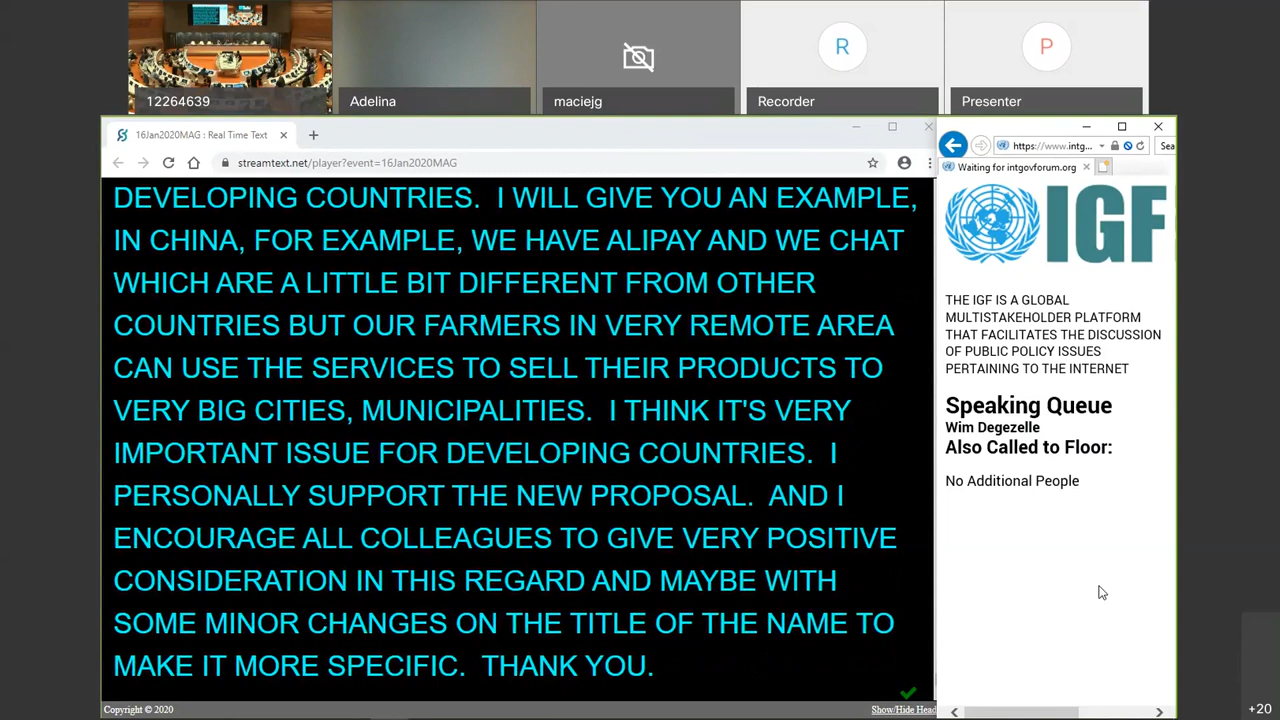 12264639
Adelina
maciejg
R
Recorder
P
Presenter
16Jan2020MAG : Real Time Text
streamtext.net/player?event=16Jan2020MAG
DEVELOPING COUNTRIES.  I WILL GIVE YOU AN EXAMPLE,
IN CHINA, FOR EXAMPLE, WE HAVE ALIPAY AND WE CHAT
WHICH ARE A LITTLE BIT DIFFERENT FROM OTHER
COUNTRIES BUT OUR FARMERS IN VERY REMOTE AREA
CAN USE THE SERVICES TO SELL THEIR PRODUCTS TO
VERY BIG CITIES, MUNICIPALITIES.  I THINK IT'S VERY
IMPORTANT ISSUE FOR DEVELOPING COUNTRIES.  I
PERSONALLY SUPPORT THE NEW PROPOSAL.  AND I
ENCOURAGE ALL COLLEAGUES TO GIVE VERY POSITIVE
CONSIDERATION IN THIS REGARD AND MAYBE WITH
SOME MINOR CHANGES ON THE TITLE OF THE NAME TO
MAKE IT MORE SPECIFIC.  THANK YOU.
Copyright © 2020
Show/Hide Head
https://www.intg...
Sea
Waiting for intgovforum.org
IGF
THE IGF IS A GLOBAL
MULTISTAKEHOLDER PLATFORM
THAT FACILITATES THE DISCUSSION
OF PUBLIC POLICY ISSUES
PERTAINING TO THE INTERNET
Speaking Queue
Wim Degezelle
Also Called to Floor:
No Additional People
+20